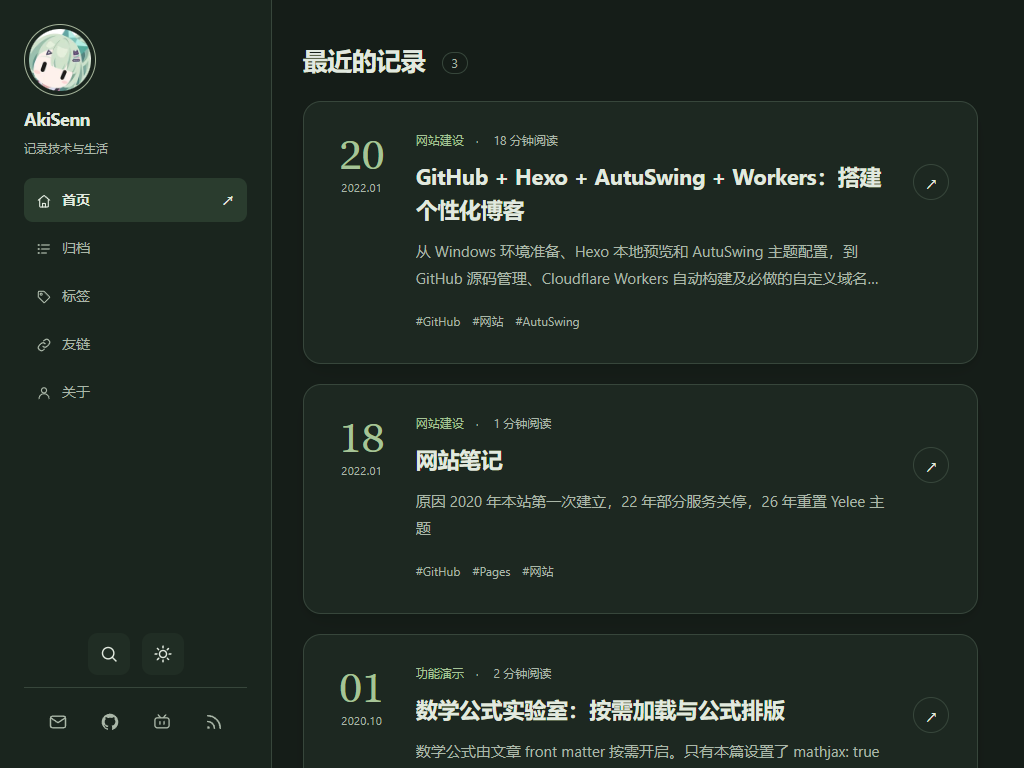 AkiSenn
记录技术与生活
首页
归档
标签
友链
关于
最近的记录 3
20
2022.01
网站建设 · 18 分钟阅读
GitHub + Hexo + AutuSwing + Workers：搭建
个性化博客
从 Windows 环境准备、Hexo 本地预览和 AutuSwing 主题配置，到
GitHub 源码管理、Cloudflare Workers 自动构建及必做的自定义域名...
#GitHub #网站 #AutuSwing
18
2022.01
网站建设 · 1 分钟阅读
网站笔记
原因 2020 年本站第一次建立，22 年部分服务关停，26 年重置 Yelee 主
题
#GitHub #Pages #网站
01
2020.10
功能演示 · 2 分钟阅读
数学公式实验室：按需加载与公式排版
数学公式由文章 front matter 按需开启。只有本篇设置了 mathjax: true